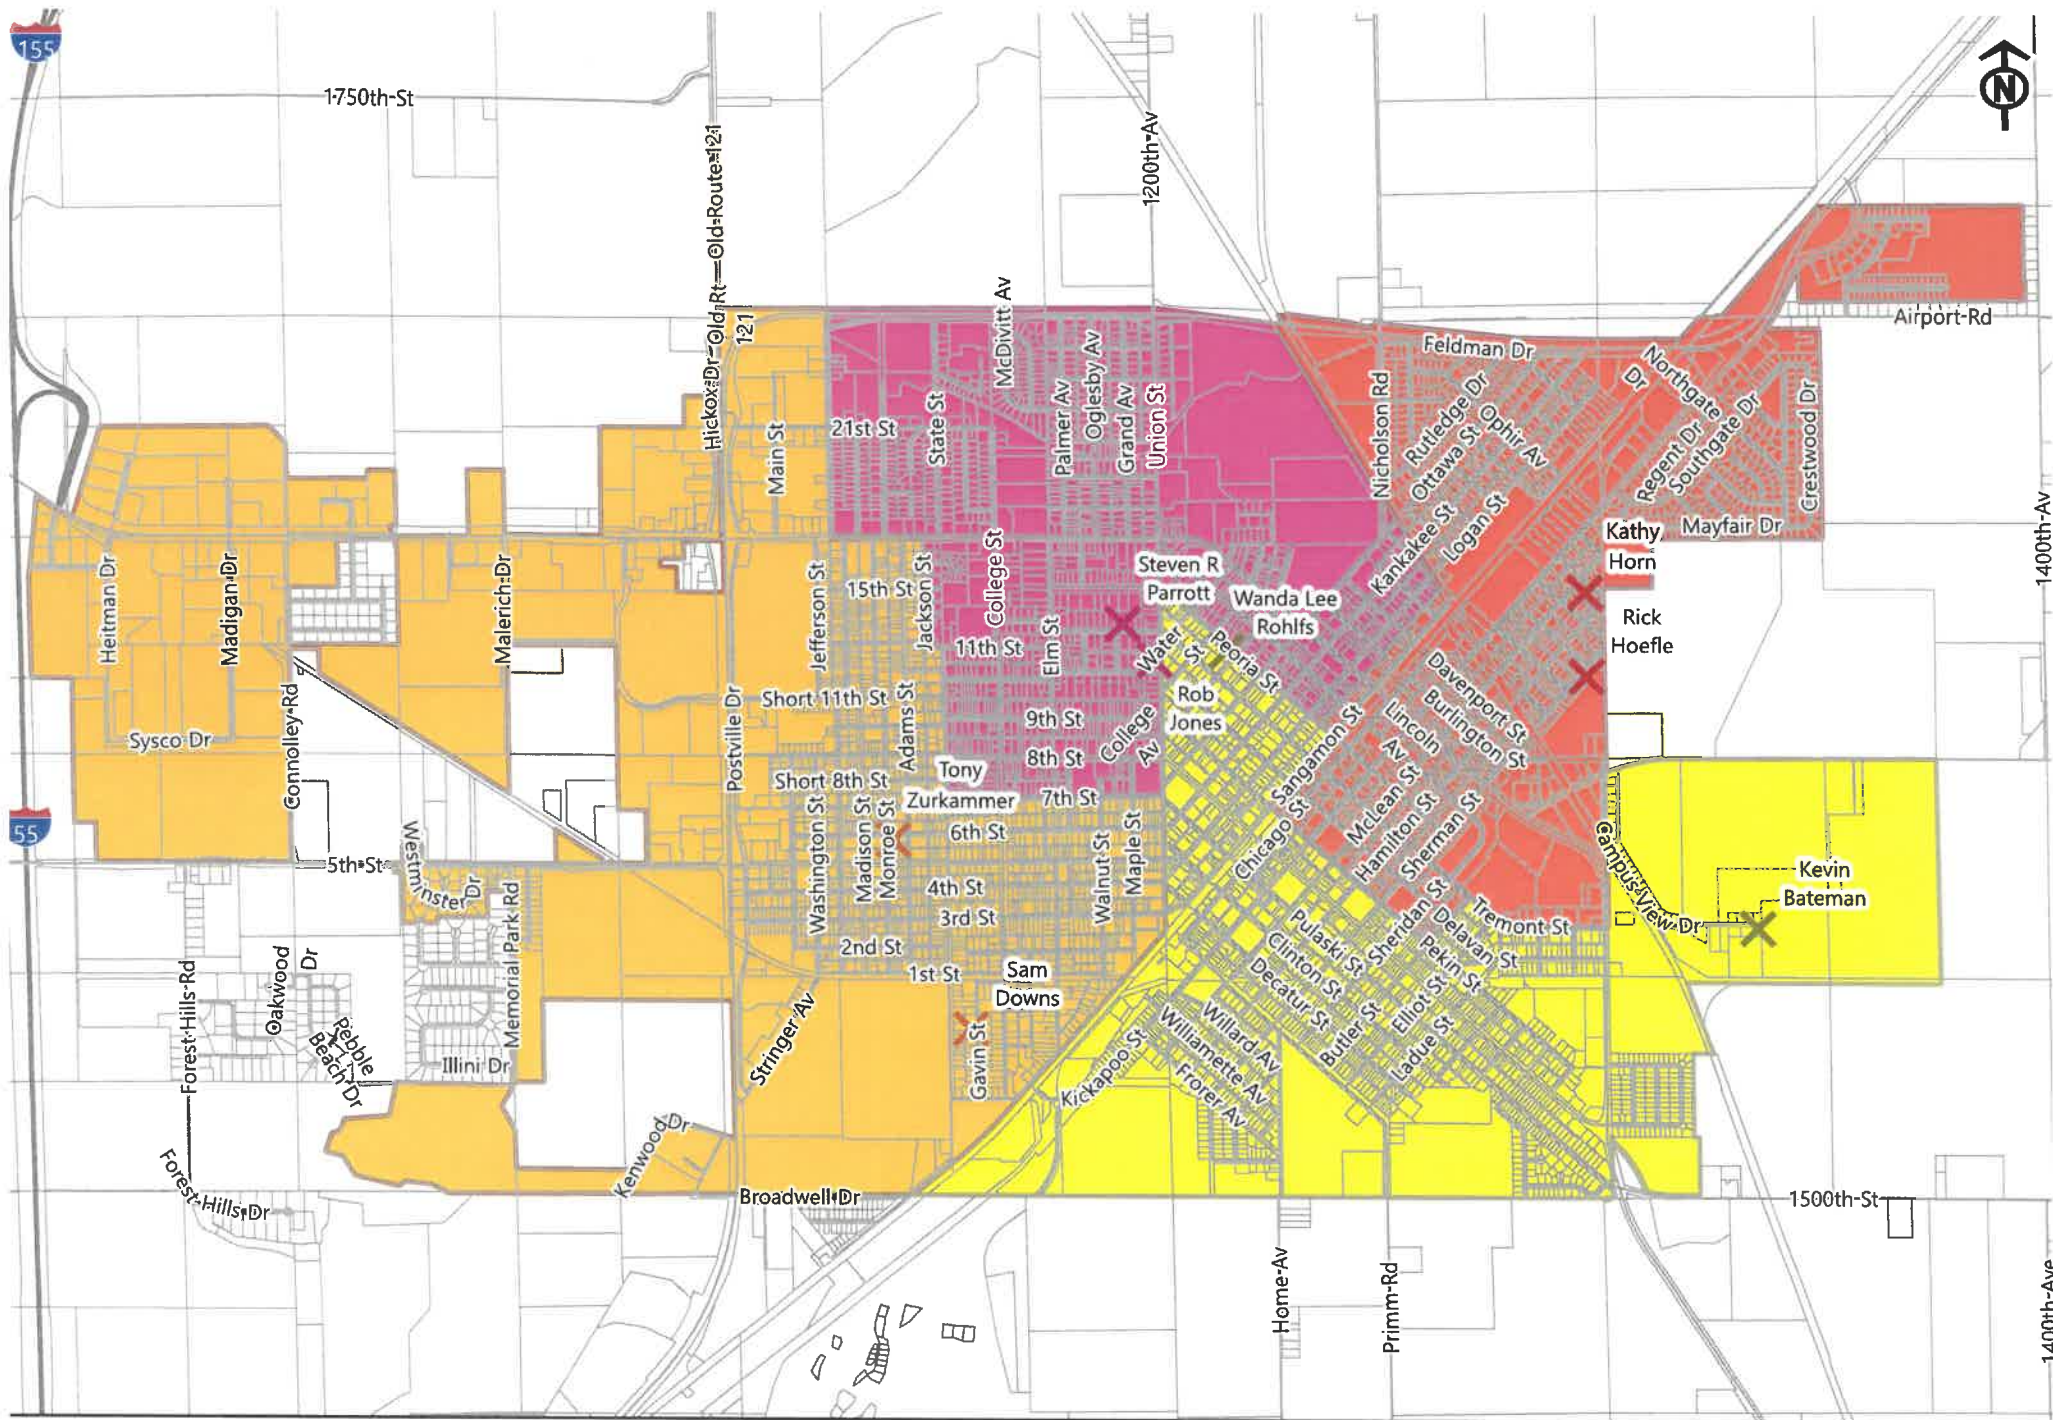 155
N
1750th-St
Hickox-Dr-Old-Rt-Old-Route-121
121
1200th-Av
Airport-Rd
McDivitt Av
Feldman Dr
Northgate
Dr
Nicholson Rd
Rutledge Dr
Ophir Av
Ottawa St
Regent Dr
Southgate Dr
Crestwood Dr
Main St
21st St
State St
Palmer Av
Oglesby Av
Grand Av
Union St
Mayfair Dr
1400th-Av
Kankakee St
Logan St
Kathy
Horn
Heitman Dr
Madigan-Dr
Malerich-Dr
Jefferson St
15th St
Jackson St
College St
Steven R
Parrott
Wanda Lee
Rohlfs
Rick
Hoefle
11th St
Elm St
Water
St
Peoria St
Connolley-Rd
Sysco Dr
Postville Dr
Short 11th St
Adams St
9th St
College
Av
Rob
Jones
Sangamon St
Lincoln
Av
Davenport St
Burlington St
8th St
Short 8th St
Tony
Zurkammer
7th St
55
Washington St
Madison St
Monroe St
6th St
Walnut St
Maple St
Chicago St
McLean St
Hamilton St
Sherman St
Campus-View-Dr
Kevin
Bateman
5th-St
Westminster Dr
Memorial Park Rd
4th St
3rd St
2nd St
1st St
Sam
Downs
Pulaski St
Clinton St
Decatur St
Sheridan St
Delavan St
Pekin St
Tremont St
Forest-Hills-Rd
Oakwood
Dr
Pebble
Beach-Dr
Illini Dr
Stringer Av
Gavin St
Kickapoo St
Willard Av
Williamette Av
Frorer Av
Butler St
Elliot St
Ladue St
Kenwood-Dr
Forest-Hills-Dr
Broadwell-Dr
1500th-St
Home-Av
Primm-Rd
1400th-Ave